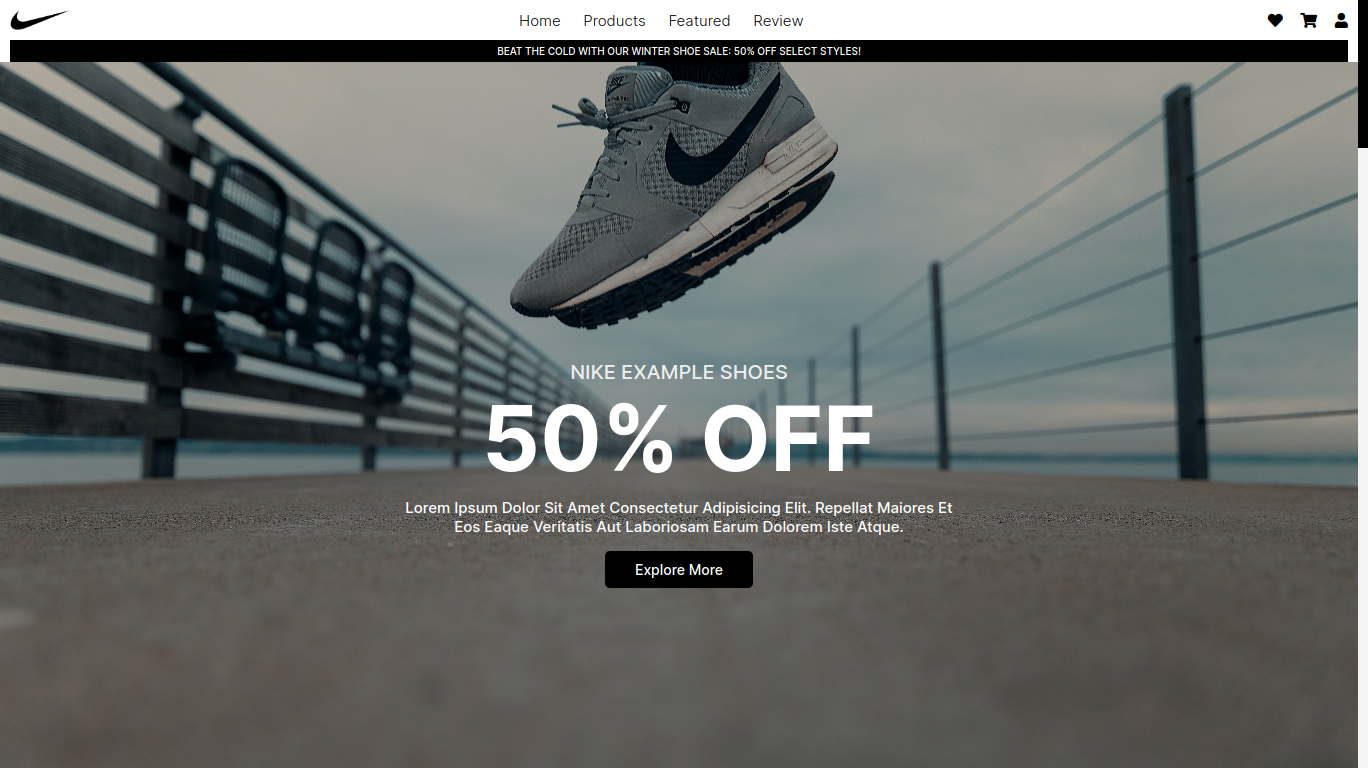 Home Products Featured Review
BEAT THE COLD WITH OUR WINTER SHOE SALE: 50% OFF SELECT STYLES!
NIKE EXAMPLE SHOES
50% OFF
Lorem Ipsum Dolor Sit Amet Consectetur Adipisicing Elit. Repellat Maiores Et
Eos Eaque Veritatis Aut Laboriosam Earum Dolorem Iste Atque.
Explore More